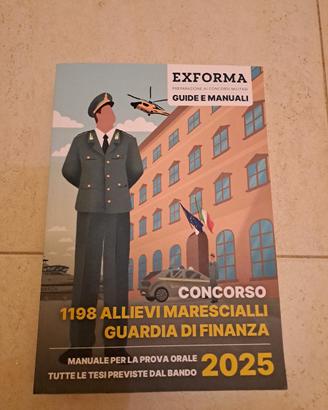 EXFORMA
PREPARAZIONE AI CONCORSI MILITARI
GUIDE E MANUALI
CONCORSO
1198 ALLIEVI MARESCIALLI
GUARDIA DI FINANZA
MANUALE PER LA PROVA ORALE
TUTTE LE TESI PREVISTE DAL BANDO
2025